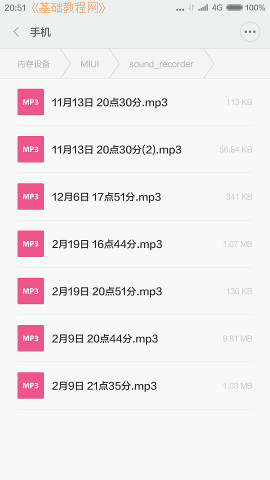 20:51 《基础教程网》 4G 100%
手机
内存设备 MIUI sound_recorder
MP3 11月13日 20点30分.mp3 113 KB
MP3 11月13日 20点30分(2).mp3 56.84 KB
MP3 12月6日 17点51分.mp3 341 KB
MP3 2月19日 16点44分.mp3 1.07 MB
MP3 2月19日 20点51分.mp3 130 KB
MP3 2月9日 20点44分.mp3 9.81 MB
MP3 2月9日 21点35分.mp3 1.03 MB